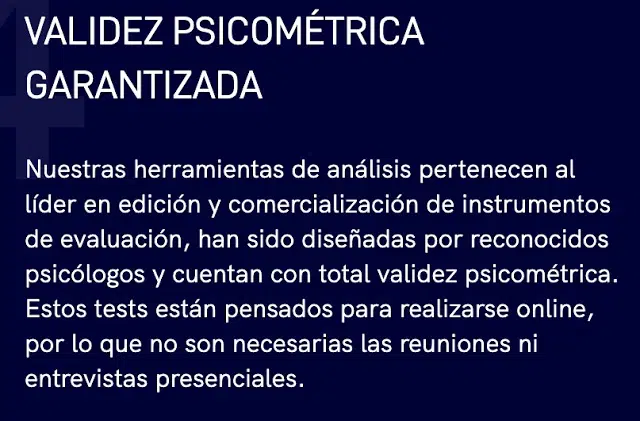 4
VALIDEZ PSICOMÉTRICA
GARANTIZADA
Nuestras herramientas de análisis pertenecen al
líder en edición y comercialización de instrumentos
de evaluación, han sido diseñadas por reconocidos
psicólogos y cuentan con total validez psicométrica.
Estos tests están pensados para realizarse online,
por lo que no son necesarias las reuniones ni
entrevistas presenciales.